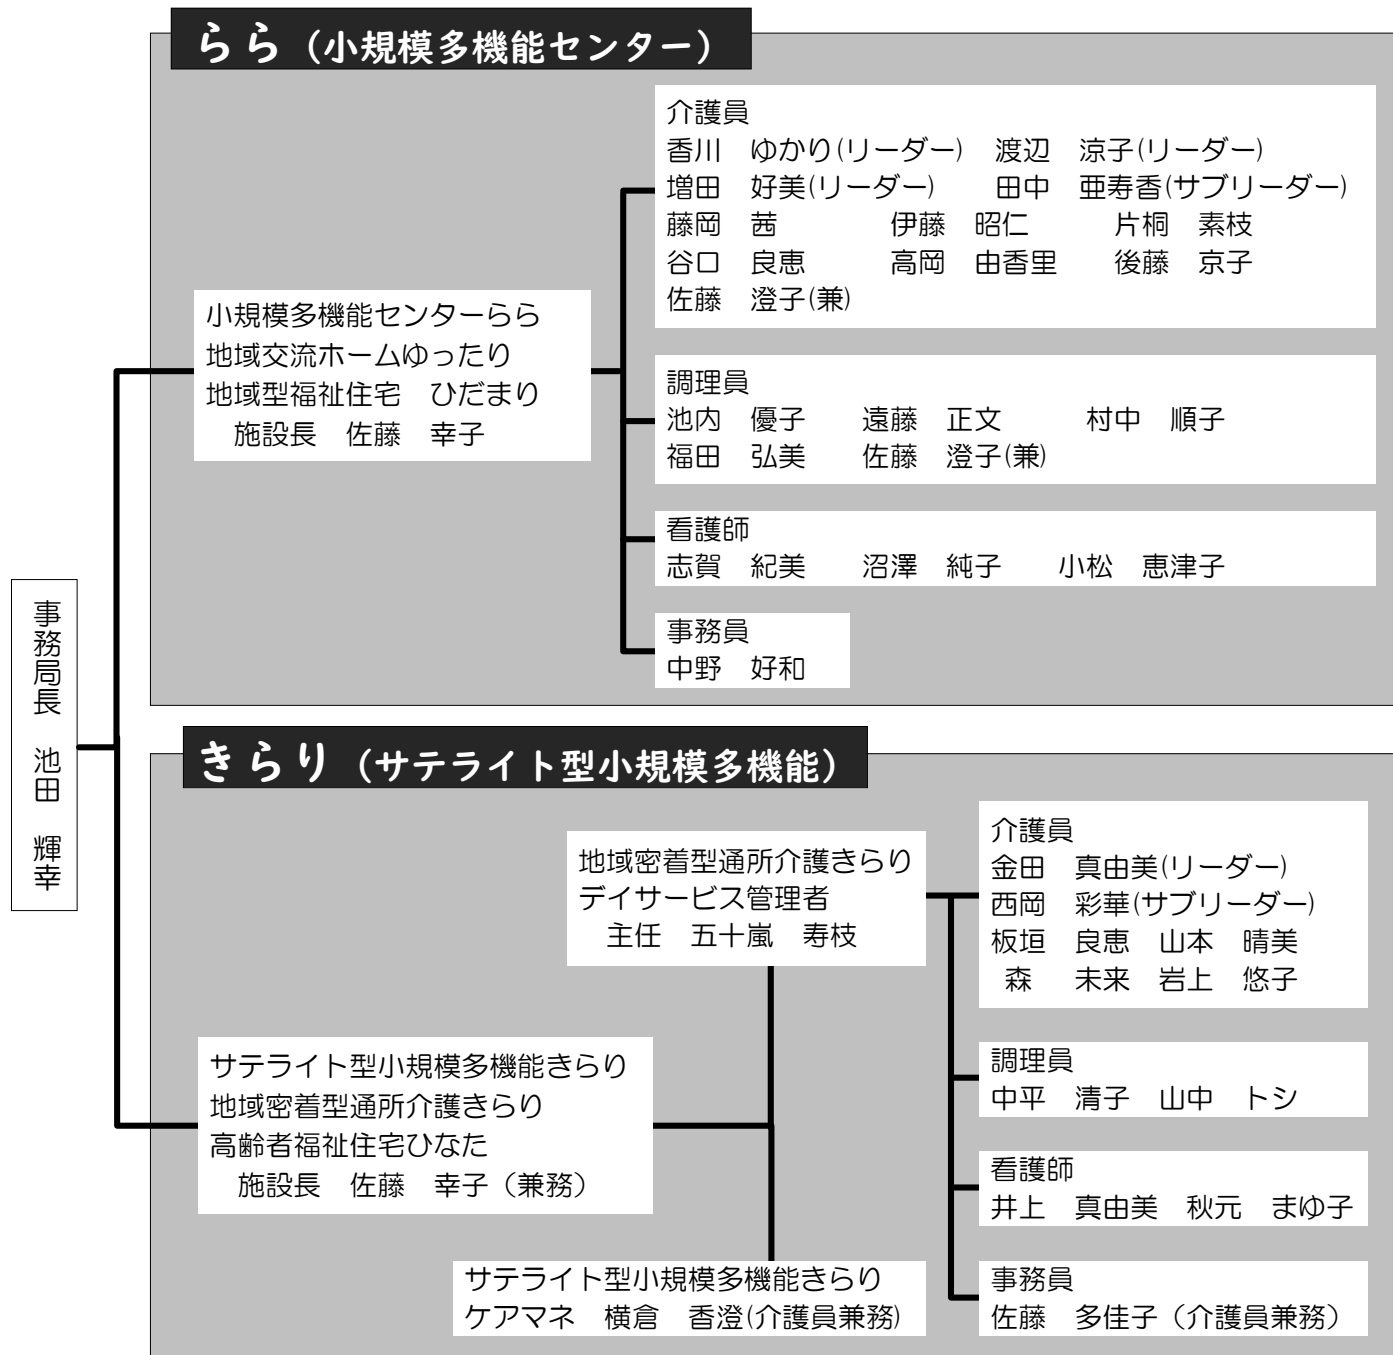 らら（小規模多機能センター）
介護員
香川　ゆかり(リーダー)　渡辺　涼子(リーダー)
増田　好美(リーダー)　　田中　亜寿香(サブリーダー)
藤岡　茜　　　　伊藤　昭仁　　　片桐　素枝
谷口　良恵　　　高岡　由香里　　後藤　京子
佐藤　澄子(兼)
小規模多機能センターらら
地域交流ホームゆったり
地域型福祉住宅　ひだまり
施設長　佐藤　幸子
調理員
池内　優子　　遠藤　正文　　　村中　順子
福田　弘美　　佐藤　澄子(兼)
看護師
志賀　紀美　　沼澤　純子　　小松　恵津子
事務員
中野　好和
事務局長　池田　輝幸
きらり（サテライト型小規模多機能）
地域密着型通所介護きらり
デイサービス管理者
主任　五十嵐　寿枝
介護員
金田　真由美(リーダー)
西岡　彩華(サブリーダー)
板垣　良恵　山本　晴美
森　未来　岩上　悠子
サテライト型小規模多機能きらり
地域密着型通所介護きらり
高齢者福祉住宅ひなた
施設長　佐藤　幸子（兼務）
調理員
中平　清子　山中　トシ
看護師
井上　真由美　秋元　まゆ子
サテライト型小規模多機能きらり
ケアマネ　横倉　香澄(介護員兼務)
事務員
佐藤　多佳子（介護員兼務）